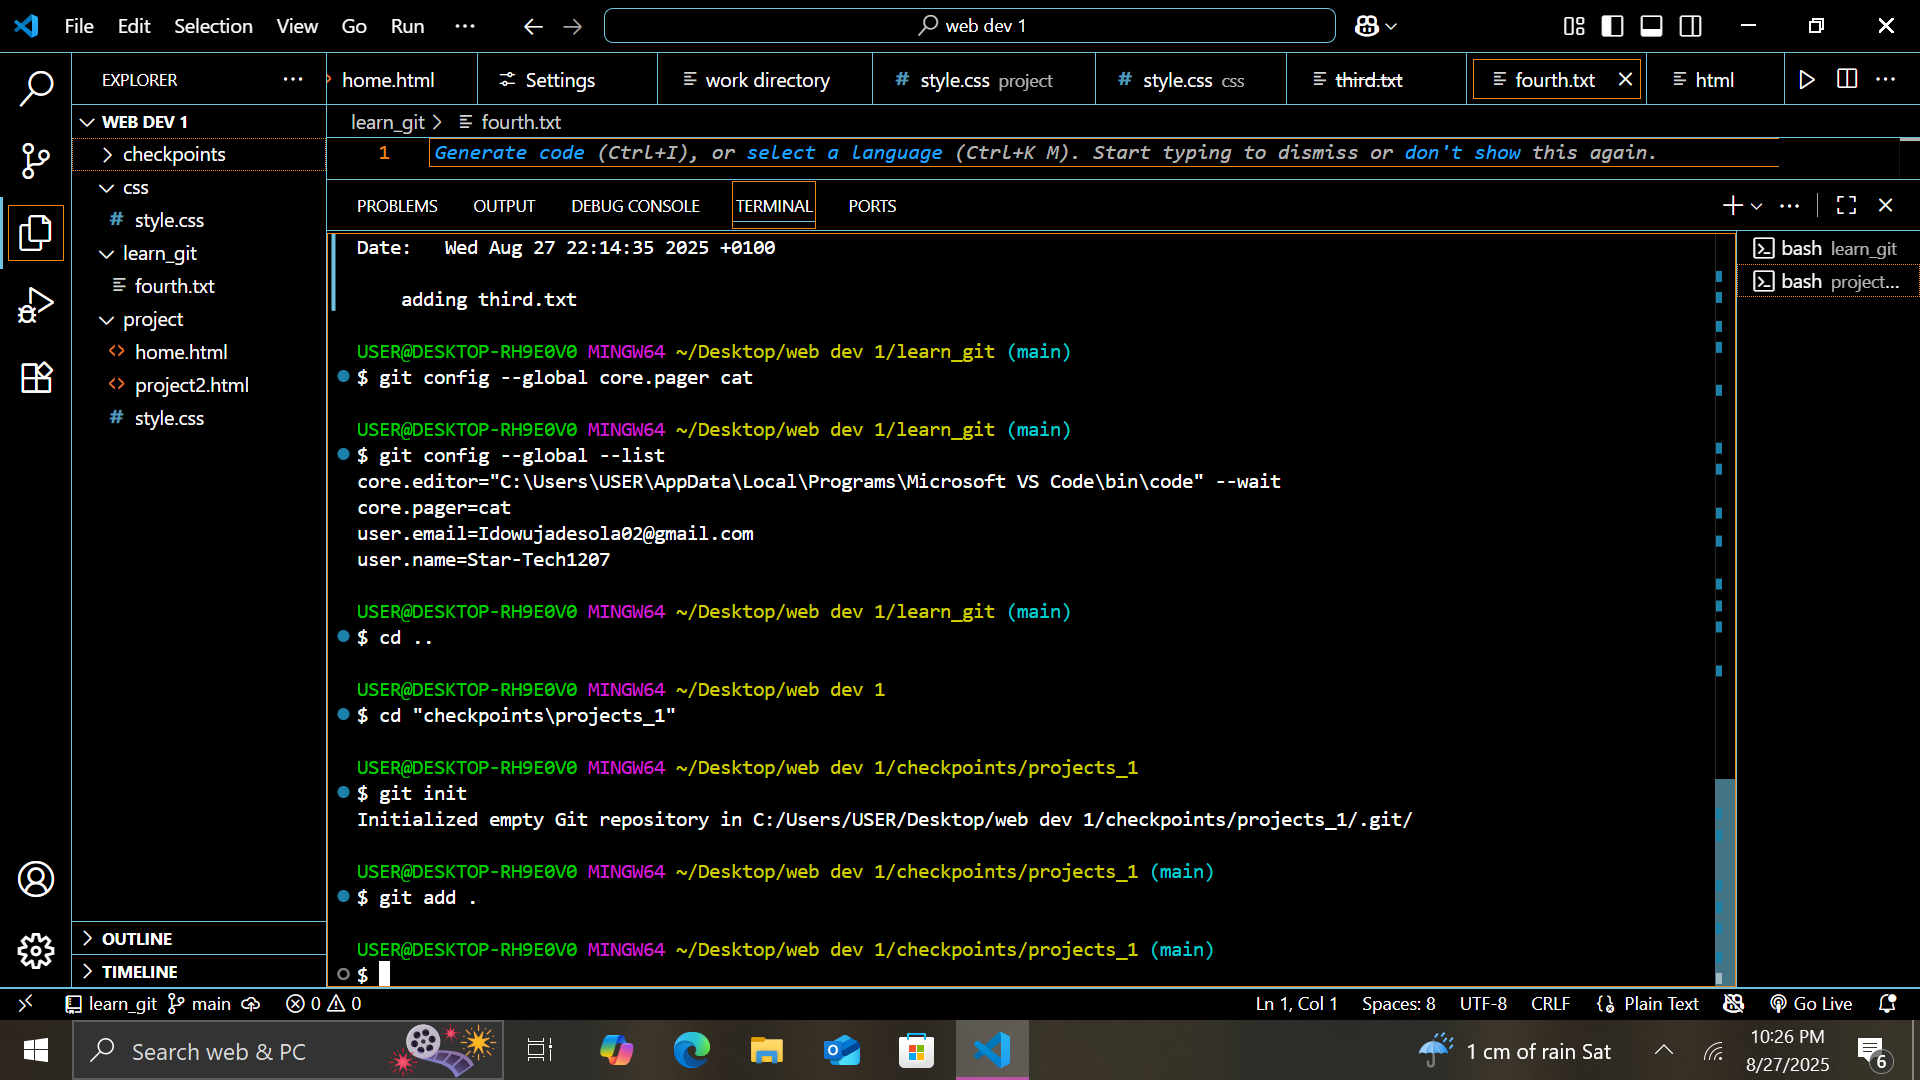 File Edit Selection View Go Run ··· web dev 1
EXPLORER ··· home.html Settings work directory # style.css project # style.css css third.txt fourth.txt html ···
WEB DEV 1
checkpoints
css
# style.css
learn_git
fourth.txt
project
<> home.html
<> project2.html
# style.css
OUTLINE
TIMELINE
learn_git > fourth.txt
1 Generate code (Ctrl+I), or select a language (Ctrl+K M). Start typing to dismiss or don't show this again.
PROBLEMS OUTPUT DEBUG CONSOLE TERMINAL PORTS
Date:   Wed Aug 27 22:14:35 2025 +0100
adding third.txt
USER@DESKTOP-RH9E0V0 MINGW64 ~/Desktop/web dev 1/learn_git (main)
$ git config --global core.pager cat
USER@DESKTOP-RH9E0V0 MINGW64 ~/Desktop/web dev 1/learn_git (main)
$ git config --global --list
core.editor="C:\Users\USER\AppData\Local\Programs\Microsoft VS Code\bin\code" --wait
core.pager=cat
user.email=Idowujadesola02@gmail.com
user.name=Star-Tech1207
USER@DESKTOP-RH9E0V0 MINGW64 ~/Desktop/web dev 1/learn_git (main)
$ cd ..
USER@DESKTOP-RH9E0V0 MINGW64 ~/Desktop/web dev 1
$ cd "checkpoints\projects_1"
USER@DESKTOP-RH9E0V0 MINGW64 ~/Desktop/web dev 1/checkpoints/projects_1
$ git init
Initialized empty Git repository in C:/Users/USER/Desktop/web dev 1/checkpoints/projects_1/.git/
USER@DESKTOP-RH9E0V0 MINGW64 ~/Desktop/web dev 1/checkpoints/projects_1 (main)
$ git add .
USER@DESKTOP-RH9E0V0 MINGW64 ~/Desktop/web dev 1/checkpoints/projects_1 (main)
$
bash learn_git
bash project...
learn_git main 0 0 Ln 1, Col 1 Spaces: 8 UTF-8 CRLF Plain Text Go Live
Search web & PC
1 cm of rain Sat
10:26 PM
8/27/2025
6